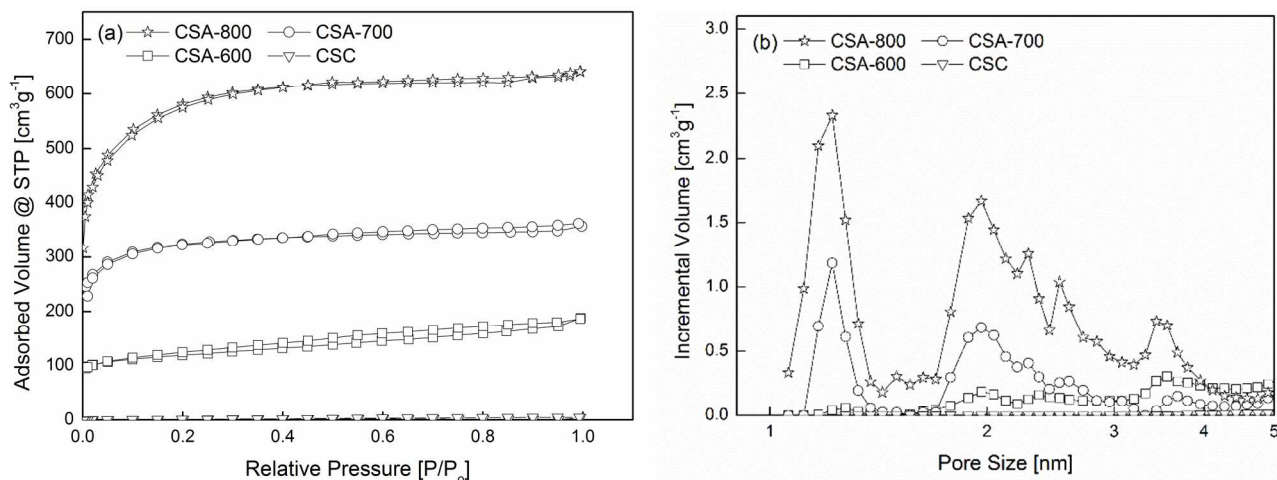 (a)
CSA-800
CSA-700
CSA-600
CSC
700
600
500
400
300
200
100
0
0.0
0.2
0.4
0.6
0.8
1.0
Adsorbed Volume @ STP [cm³g⁻¹]
Relative Pressure [P/P₀]
(b)
CSA-800
CSA-700
CSA-600
CSC
3.0
2.5
2.0
1.5
1.0
0.5
0.0
1
2
3
4
5
Incremental Volume [cm³g⁻¹]
Pore Size [nm]